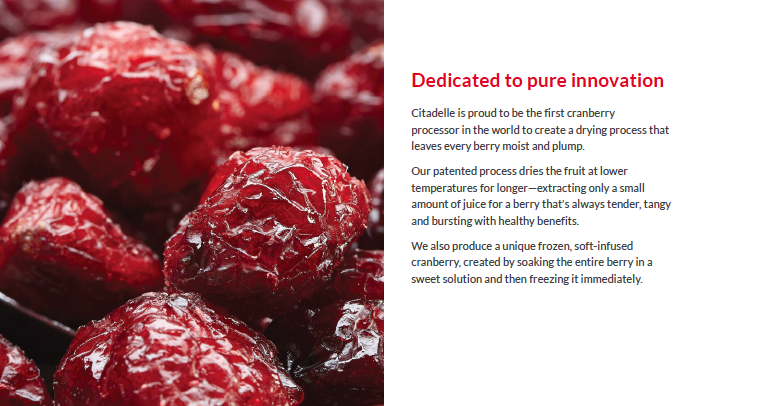 Dedicated to pure innovation
Citadelle is proud to be the first cranberry
processor in the world to create a drying process that
leaves every berry moist and plump.
Our patented process dries the fruit at lower
temperatures for longer—extracting only a small
amount of juice for a berry that's always tender, tangy
and bursting with healthy benefits.
We also produce a unique frozen, soft-infused
cranberry, created by soaking the entire berry in a
sweet solution and then freezing it immediately.